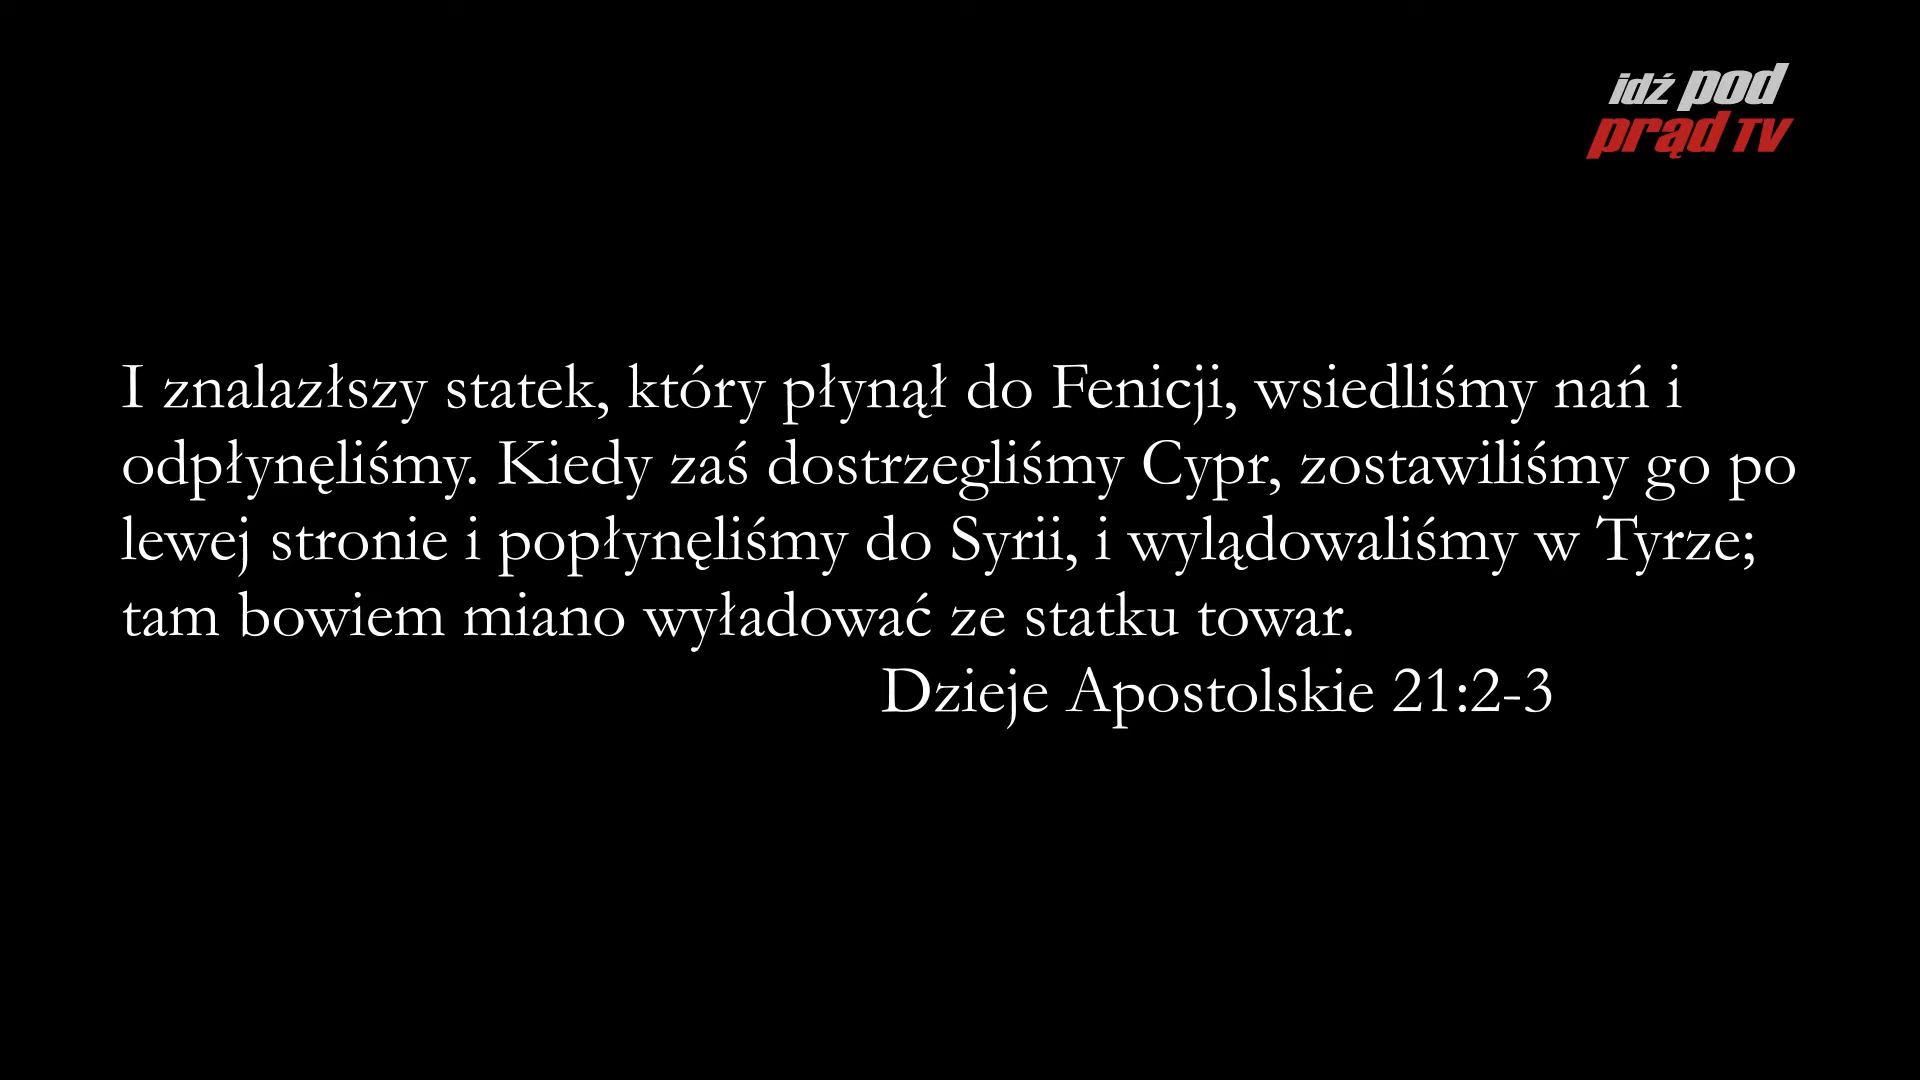 idź pod
prąd TV
I znalazłszy statek, który płynął do Fenicji, wsiedliśmy nań i
odpłynęliśmy. Kiedy zaś dostrzegliśmy Cypr, zostawiliśmy go po
lewej stronie i popłynęliśmy do Syrii, i wylądowaliśmy w Tyrze;
tam bowiem miano wyładować ze statku towar.
Dzieje Apostolskie 21:2-3